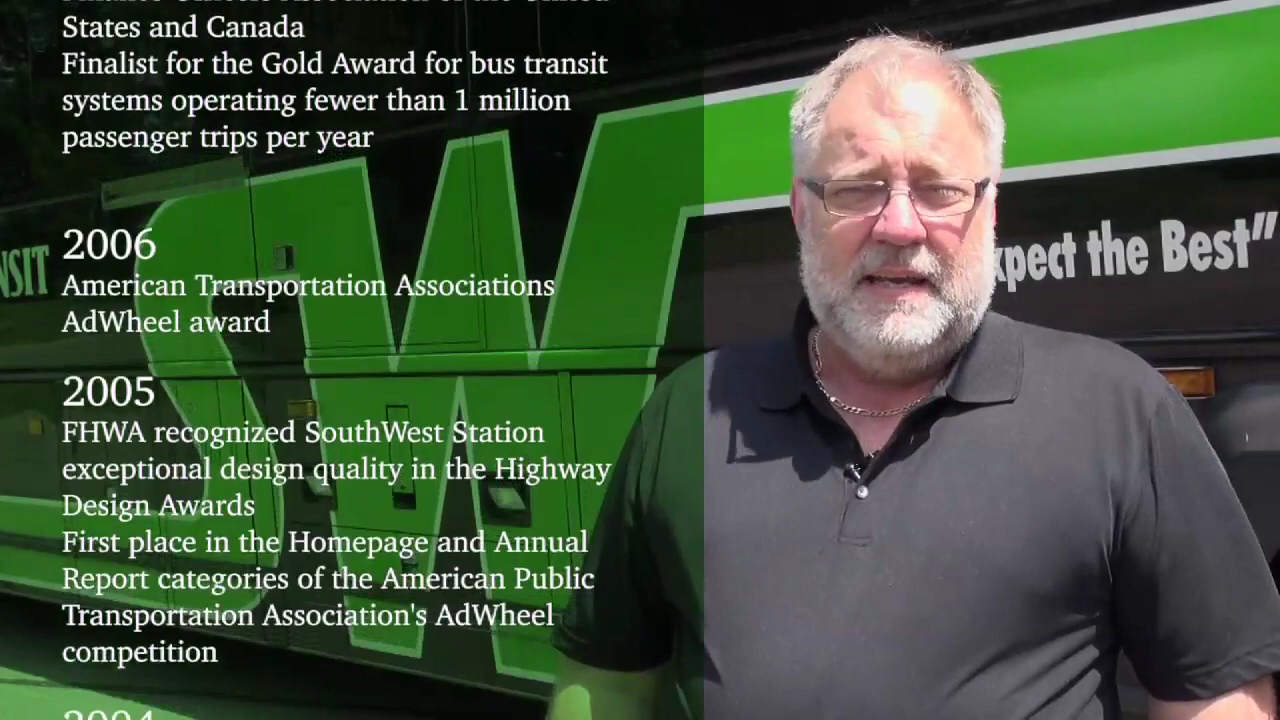 States and Canada
Finalist for the Gold Award for bus transit
systems operating fewer than 1 million
passenger trips per year
2006
American Transportation Associations
AdWheel award
2005
FHWA recognized SouthWest Station
exceptional design quality in the Highway
Design Awards
First place in the Homepage and Annual
Report categories of the American Public
Transportation Association's AdWheel
competition
2004
NSIT
SW
xpect the Best"